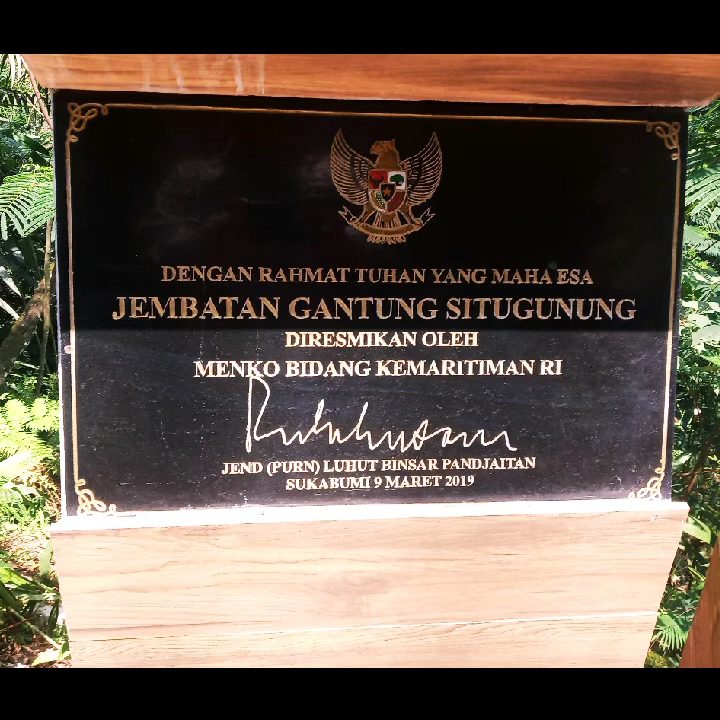 DENGAN RAHMAT TUHAN YANG MAHA ESA
JEMBATAN GANTUNG SITUGUNUNG
DIRESMIKAN OLEH
MENKO BIDANG KEMARITIMAN RI
JEND (PURN) LUHUT BINSAR PANDJAITAN
SUKABUMI 9 MARET 2019